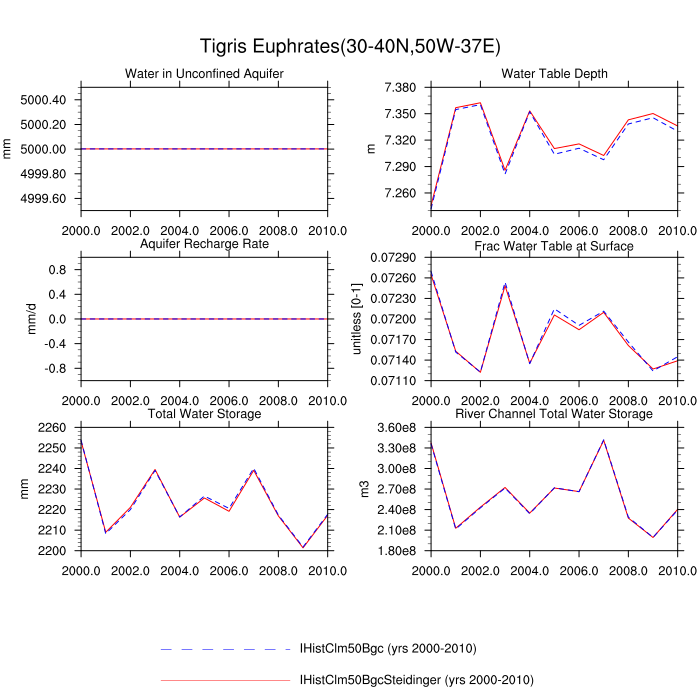 Tigris Euphrates(30-40N,50W-37E)
Water in Unconfined Aquifer
mm
5000.40
5000.20
5000.00
4999.80
4999.60
2000.0 2002.0 2004.0 2006.0 2008.0 2010.0
Water Table Depth
m
7.380
7.350
7.320
7.290
7.260
2000.0 2002.0 2004.0 2006.0 2008.0 2010.0
Aquifer Recharge Rate
mm/d
0.8
0.4
0.0
-0.4
-0.8
2000.0 2002.0 2004.0 2006.0 2008.0 2010.0
Frac Water Table at Surface
unitless [0-1]
0.07290
0.07260
0.07230
0.07200
0.07170
0.07140
0.07110
2000.0 2002.0 2004.0 2006.0 2008.0 2010.0
Total Water Storage
mm
2260
2250
2240
2230
2220
2210
2200
2000.0 2002.0 2004.0 2006.0 2008.0 2010.0
River Channel Total Water Storage
m3
3.60e8
3.30e8
3.00e8
2.70e8
2.40e8
2.10e8
1.80e8
2000.0 2002.0 2004.0 2006.0 2008.0 2010.0
IHistClm50Bgc (yrs 2000-2010)
IHistClm50BgcSteidinger (yrs 2000-2010)